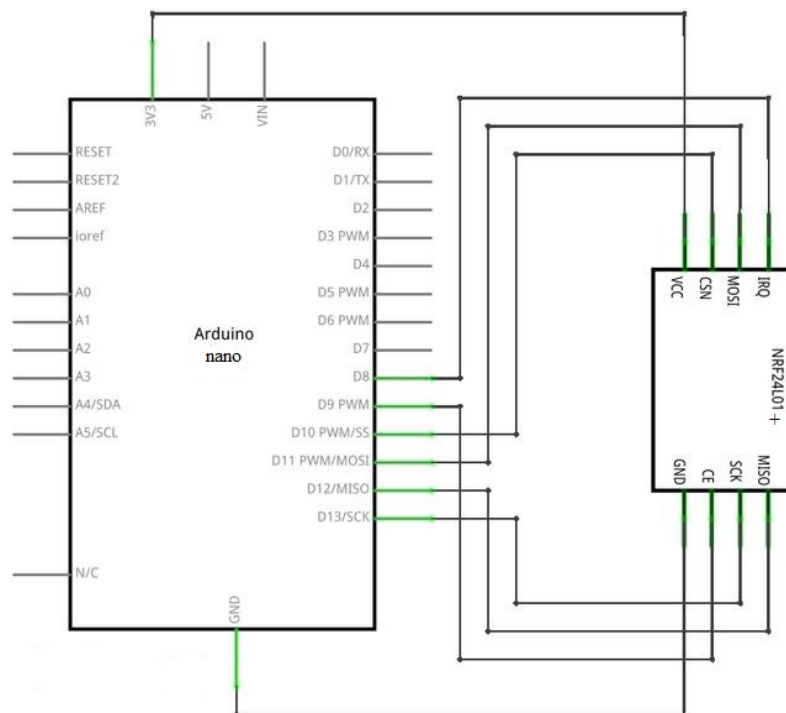 3V3
5V
VIN
RESET
RESET2
AREF
ioref
A0
A1
A2
A3
A4/SDA
A5/SCL
N/C
Arduino
nano
D0/RX
D1/TX
D2
D3 PWM
D4
D5 PWM
D6 PWM
D7
D8
D9 PWM
D10 PWM/SS
D11 PWM/MOSI
D12/MISO
D13/SCK
GND
VCC
CSN
MOSI
IRQ
NRF24L01+
GND
CE
SCK
MISO